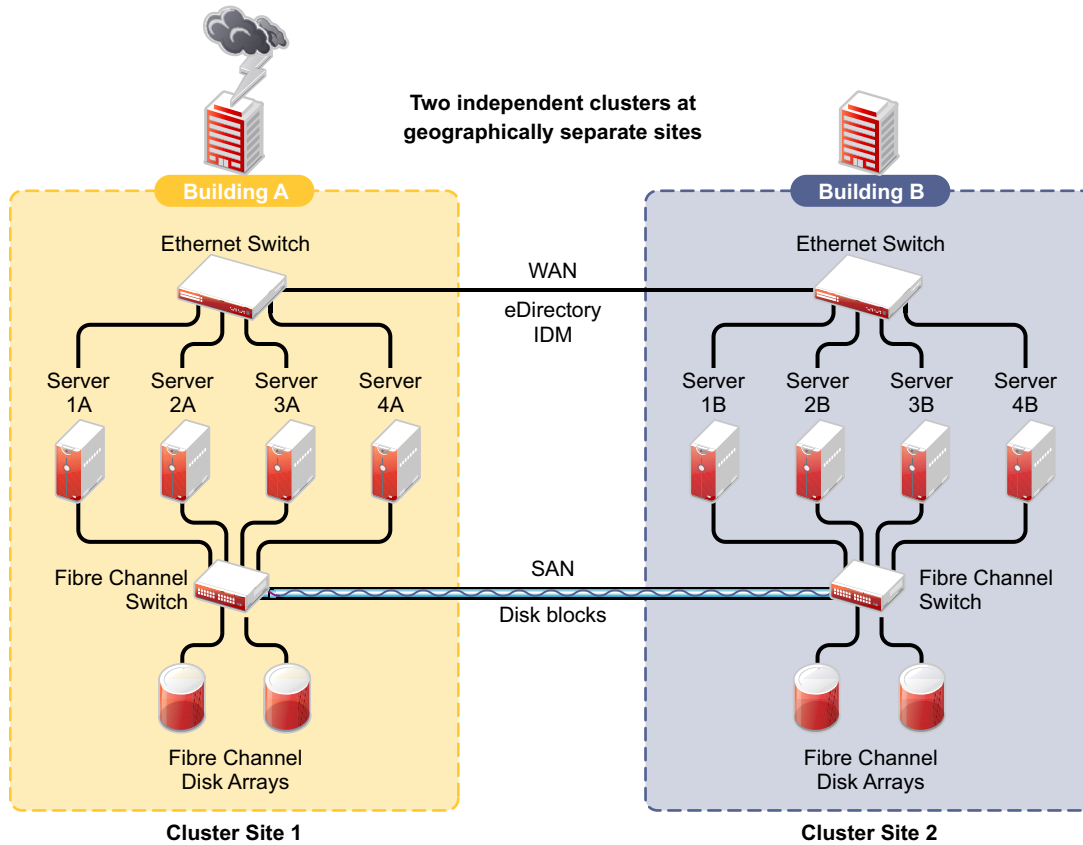 Two independent clusters at
geographically separate sites
Building A
Building B
Ethernet Switch
Ethernet Switch
WAN
eDirectory
IDM
Server
1A
Server
2A
Server
3A
Server
4A
Server
1B
Server
2B
Server
3B
Server
4B
Fibre Channel
Switch
SAN
Disk blocks
Fibre Channel
Switch
Fibre Channel
Disk Arrays
Fibre Channel
Disk Arrays
Cluster Site 1
Cluster Site 2